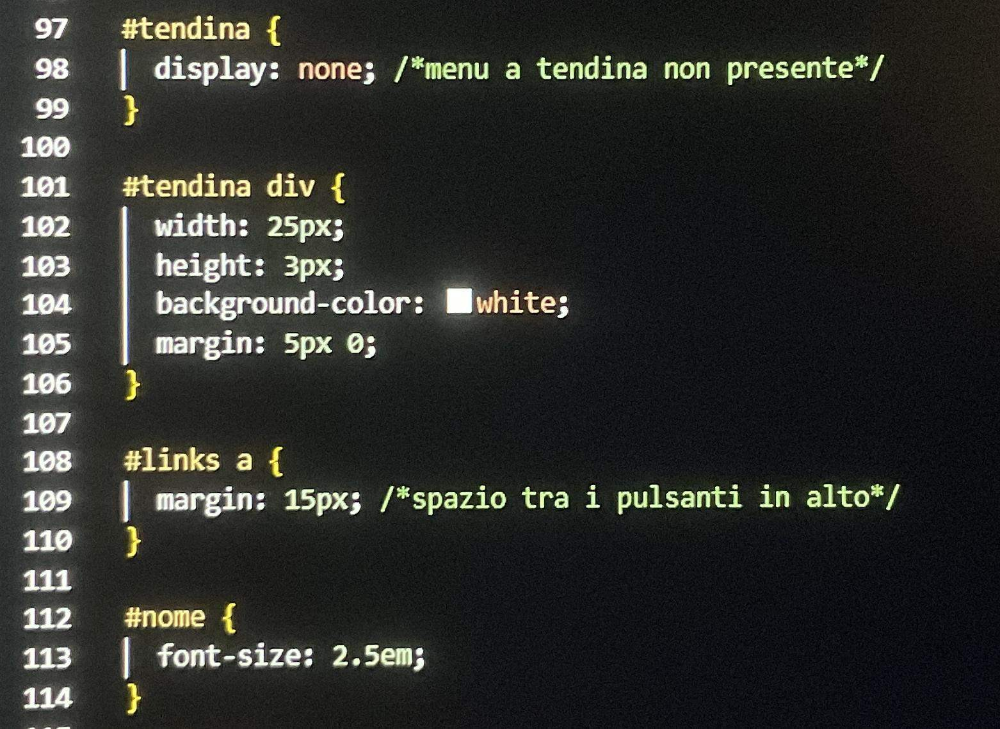 97 #tendina {
98 display: none; /*menu a tendina non presente*/
99 }
100
101 #tendina div {
102 width: 25px;
103 height: 3px;
104 background-color: white;
105 margin: 5px 0;
106 }
107
108 #links a {
109 margin: 15px; /*spazio tra i pulsanti in alto*/
110 }
111
112 #nome {
113 font-size: 2.5em;
114 }